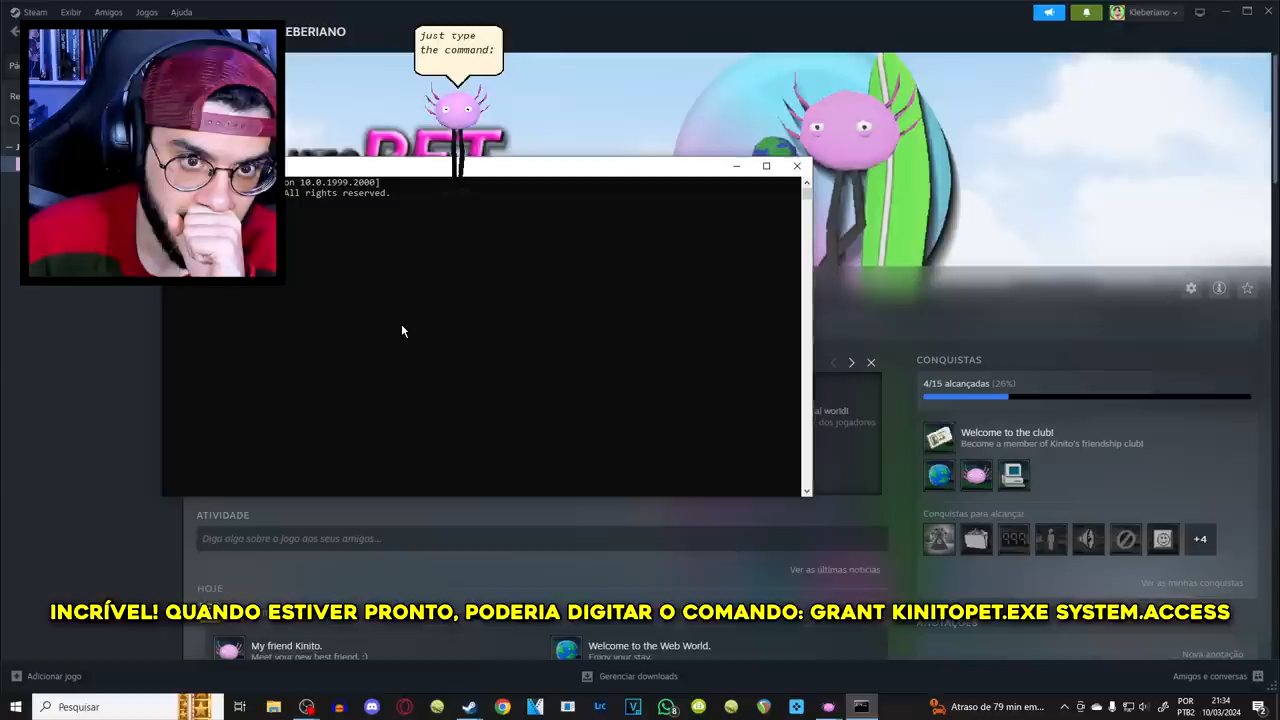 Steam Exibir Amigos Jogos Ajuda
Kleberiano
LEBERIANO
just type
the command:
PET
on 10.0.1999.2000]
All rights reserved.
CONQUISTAS
4/15 alcançadas (26%)
al world!
dos jogadores
Welcome to the club!
Become a member of Kinito's friendship club!
Conquistas para alcançar
+4
ATIVIDADE
Diga algo sobre o jogo aos seus amigos...
Ver as últimas notícias
Ver as minhas conquistas
HOJE
INCRÍVEL! QUANDO ESTIVER PRONTO, PODERIA DIGITAR O COMANDO: GRANT KINITOPET.EXE SYSTEM.ACCESS
My friend Kinito.
Meet your new best friend. :)
Welcome to the Web World.
Enjoy your stay.
Nova anotação
Adicionar jogo
Gerenciar downloads
Amigos e conversas
Pesquisar
Atraso de 79 min em...
POR
PTB2
21:34
10/03/2024